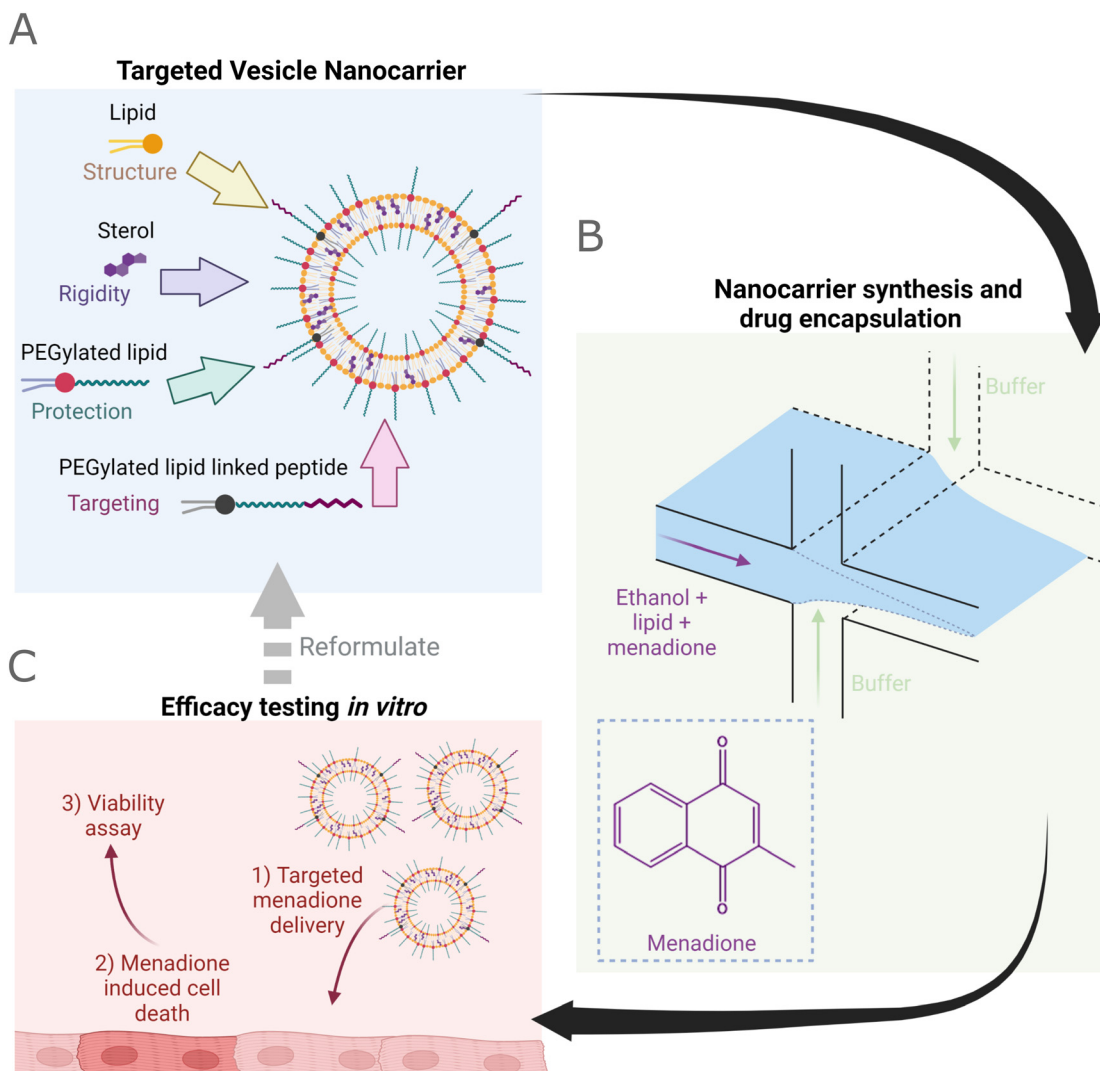 A
Targeted Vesicle Nanocarrier
Lipid
Structure
Sterol
Rigidity
PEGylated lipid
Protection
PEGylated lipid linked peptide
Targeting
B
Nanocarrier synthesis and
drug encapsulation
Buffer
Ethanol +
lipid +
menadione
Buffer
O
O
Menadione
Reformulate
C
Efficacy testing in vitro
1) Targeted
menadione
delivery
2) Menadione
induced cell
death
3) Viability
assay